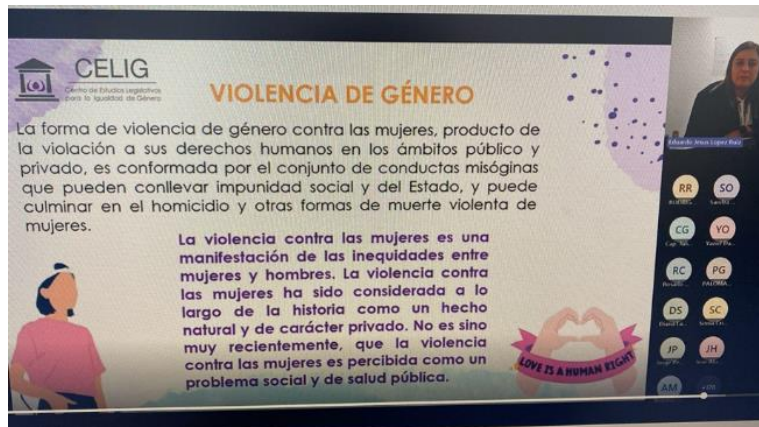 CELIG
Centro de Estudios Legislativos
para la Igualdad de Género
VIOLENCIA DE GÉNERO
La forma de violencia de género contra las mujeres, producto de
la violación a sus derechos humanos en los ámbitos público y
privado, es conformada por el conjunto de conductas misóginas
que pueden conllevar impunidad social y del Estado, y puede
culminar en el homicidio y otras formas de muerte violenta de
mujeres.
La violencia contra las mujeres es una
manifestación de las inequidades entre
mujeres y hombres. La violencia contra
las mujeres ha sido considerada a lo
largo de la historia como un hecho
natural y de carácter privado. No es sino
muy recientemente, que la violencia
contra las mujeres es percibida como un
problema social y de salud pública.
LOVE IS A HUMAN RIGHT
Eduardo Jesus Lopez Ruiz
RR
SO
CG
YO
RC
PG
DS
SC
JP
JH
AM